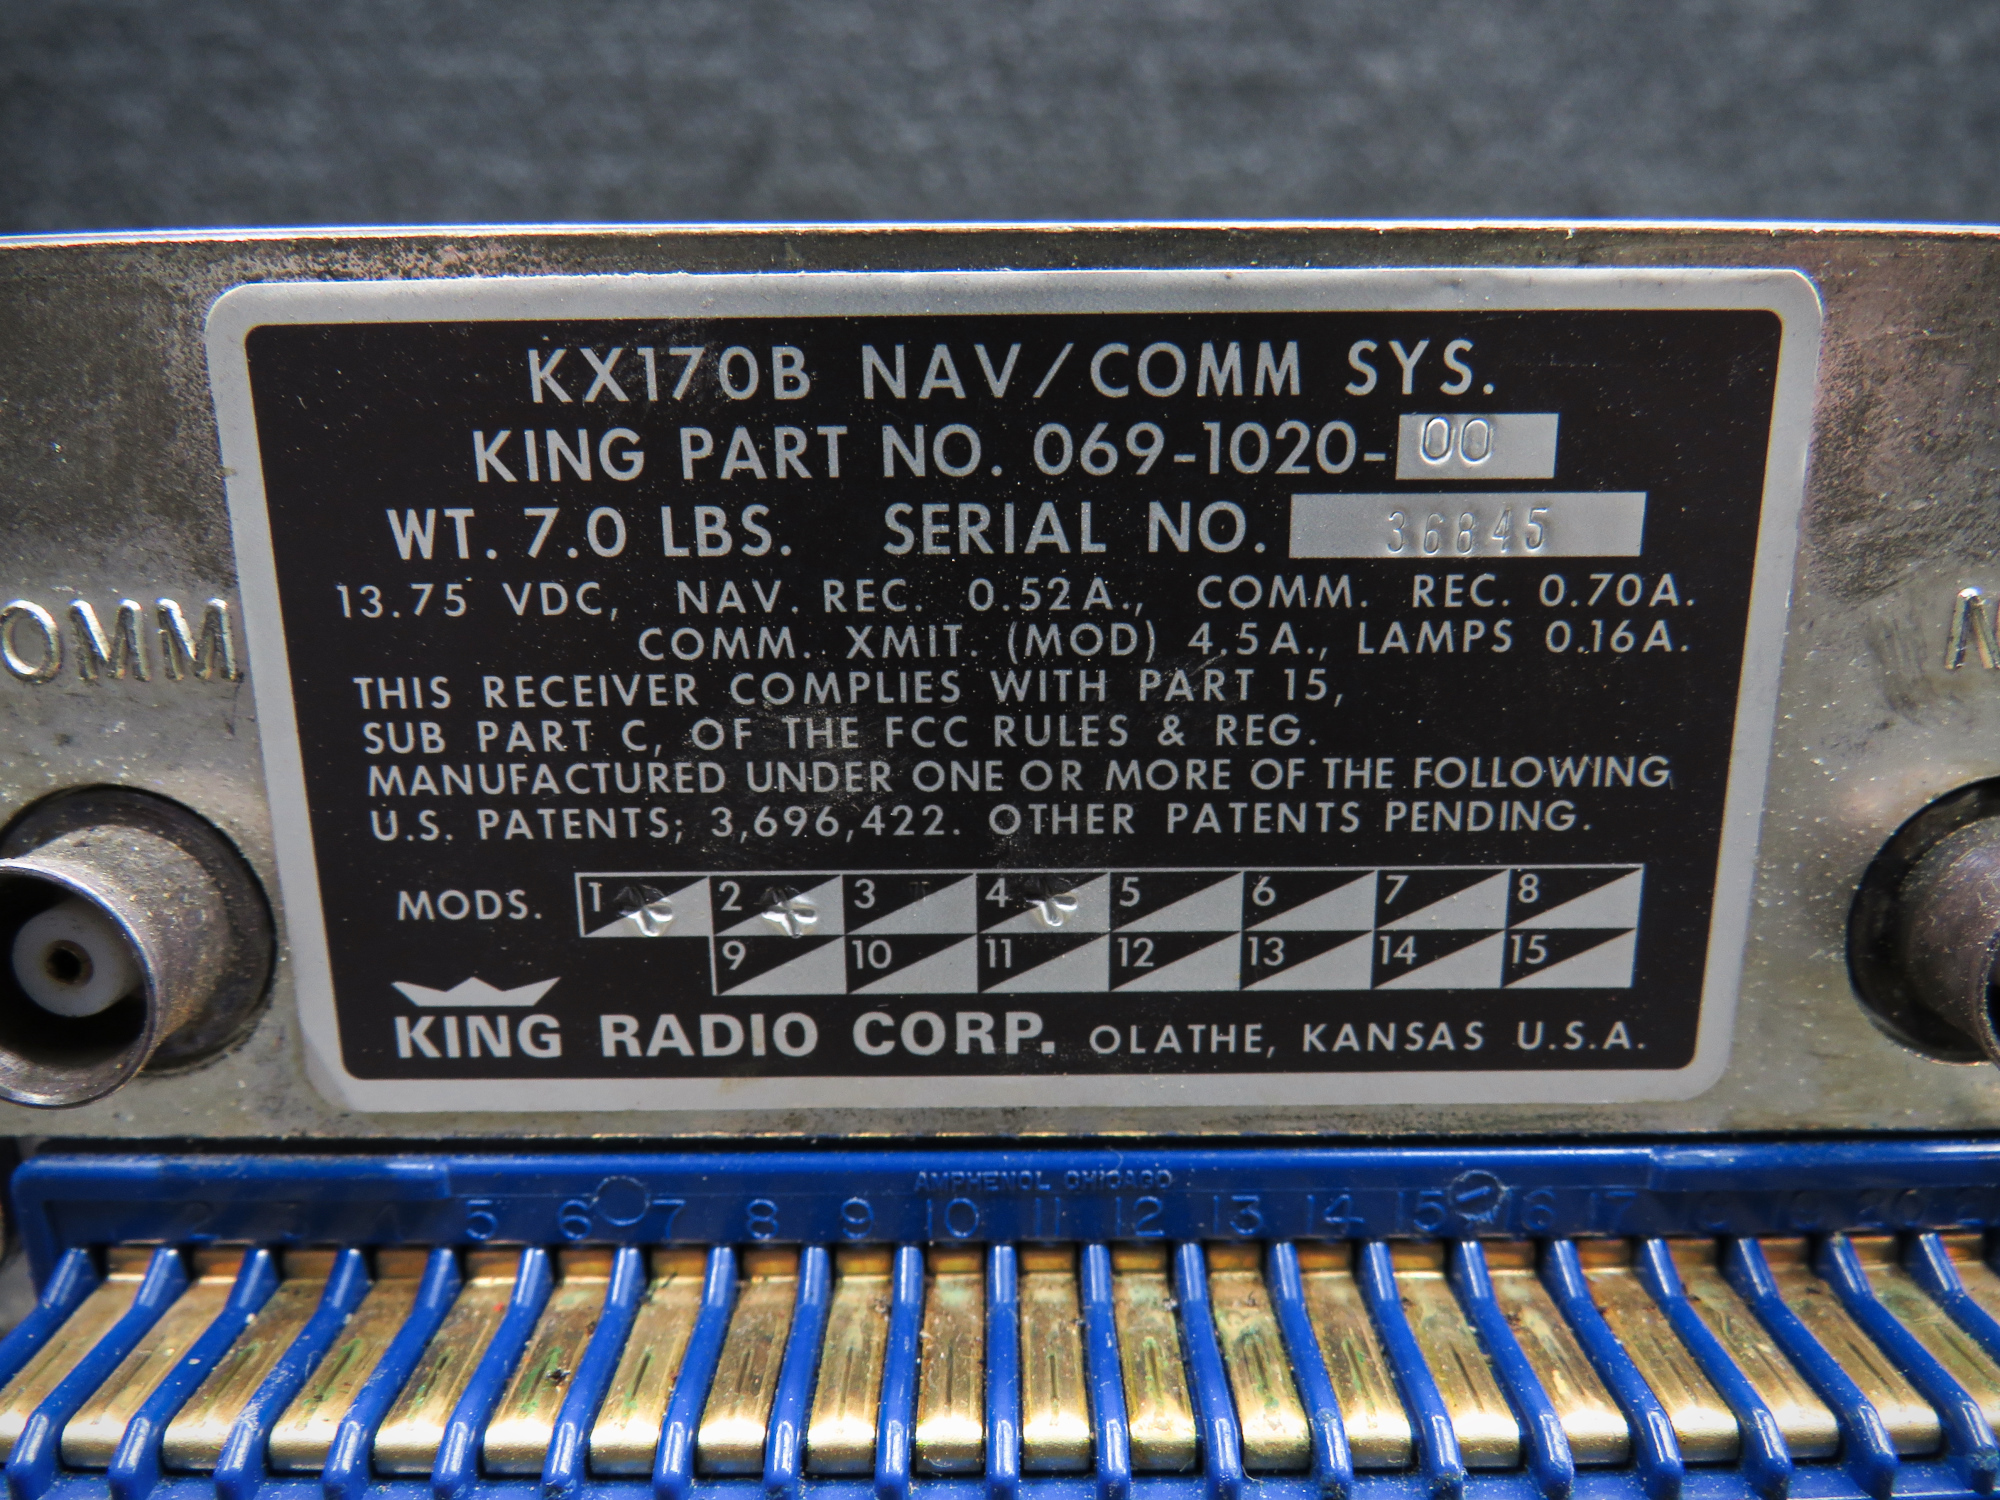 KX170B NAV/COMM SYS.
KING PART NO. 069-1020-00
WT. 7.0 LBS. SERIAL NO. 36845
13.75 VDC, NAV. REC. 0.52A., COMM. REC. 0.70A.
COMM. XMIT. (MOD) 4.5A., LAMPS 0.16A.
OMM
THIS RECEIVER COMPLIES WITH PART 15,
SUB PART C, OF THE FCC RULES & REG.
MANUFACTURED UNDER ONE OR MORE OF THE FOLLOWING
U.S. PATENTS; 3,696,422. OTHER PATENTS PENDING.
MODS. 1 2 3 4 5 6 7 8
9 10 11 12 13 14 15
KING RADIO CORP. OLATHE, KANSAS U.S.A.
AMPHENOL CHICAGO
5 6 7 8 9 10 11 12 13 14 15 16 17 18 19 20